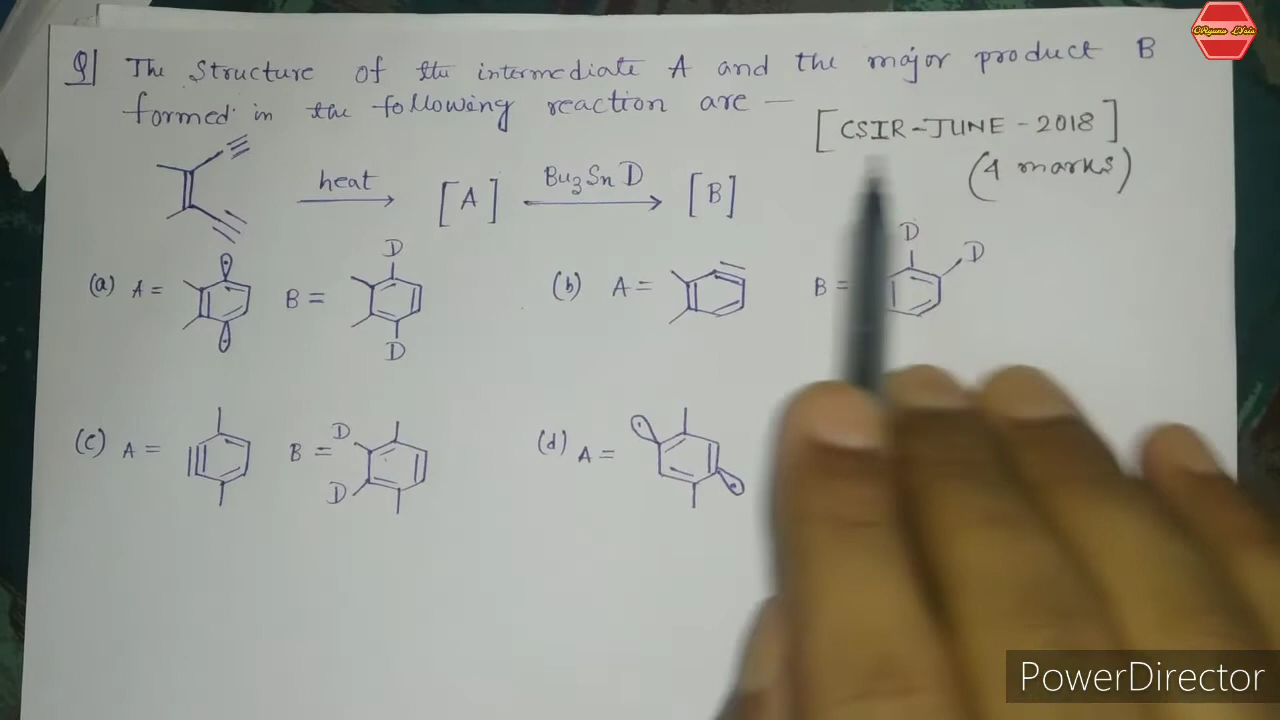 Q| The Structure of the intermediate A and the major product B
formed in the following reaction are —
[CSIR-JUNE-2018]
(4 marks)
heat [A] Bu3SnD [B]
(a) A = B = D D
(b) A = B = D D
(c) A = B = D D
(d) A =
PowerDirector